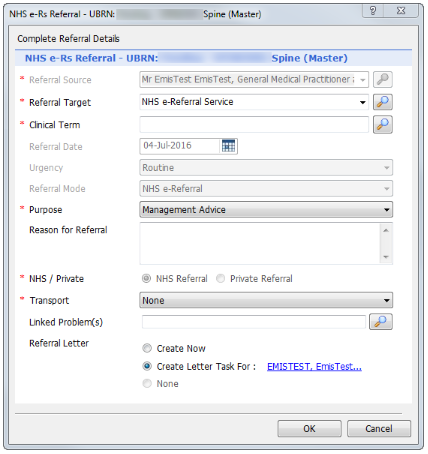 NHS e-Rs Referral - UBRN: Spine (Master)
Complete Referral Details
NHS e-Rs Referral - UBRN: Spine (Master)
* Referral Source Mr EmisTest EmisTest, General Medical Practitioner
* Referral Target NHS e-Referral Service
* Clinical Term
Referral Date 04-Jul-2016
Urgency Routine
Referral Mode NHS e-Referral
* Purpose Management Advice
Reason for Referral
* NHS / Private NHS Referral Private Referral
* Transport None
Linked Problem(s)
Referral Letter Create Now
Create Letter Task For : EMISTEST, EmisTest...
None
OK Cancel